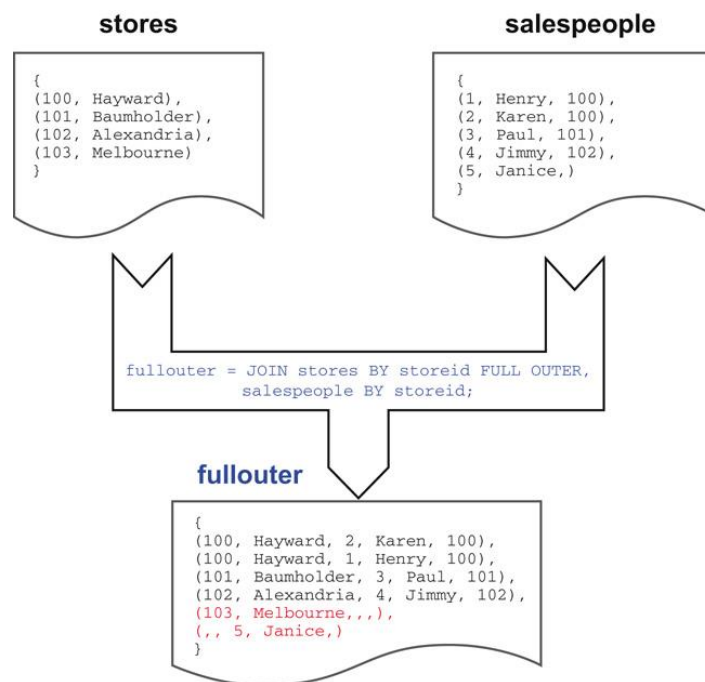 stores
{
(100, Hayward),
(101, Baumholder),
(102, Alexandria),
(103, Melbourne)
}
salespeople
{
(1, Henry, 100),
(2, Karen, 100),
(3, Paul, 101),
(4, Jimmy, 102),
(5, Janice,)
}
fullouter = JOIN stores BY storeid FULL OUTER,
salespeople BY storeid;
fullouter
{
(100, Hayward, 2, Karen, 100),
(100, Hayward, 1, Henry, 100),
(101, Baumholder, 3, Paul, 101),
(102, Alexandria, 4, Jimmy, 102),
(103, Melbourne,,,),
(,, 5, Janice,)
}